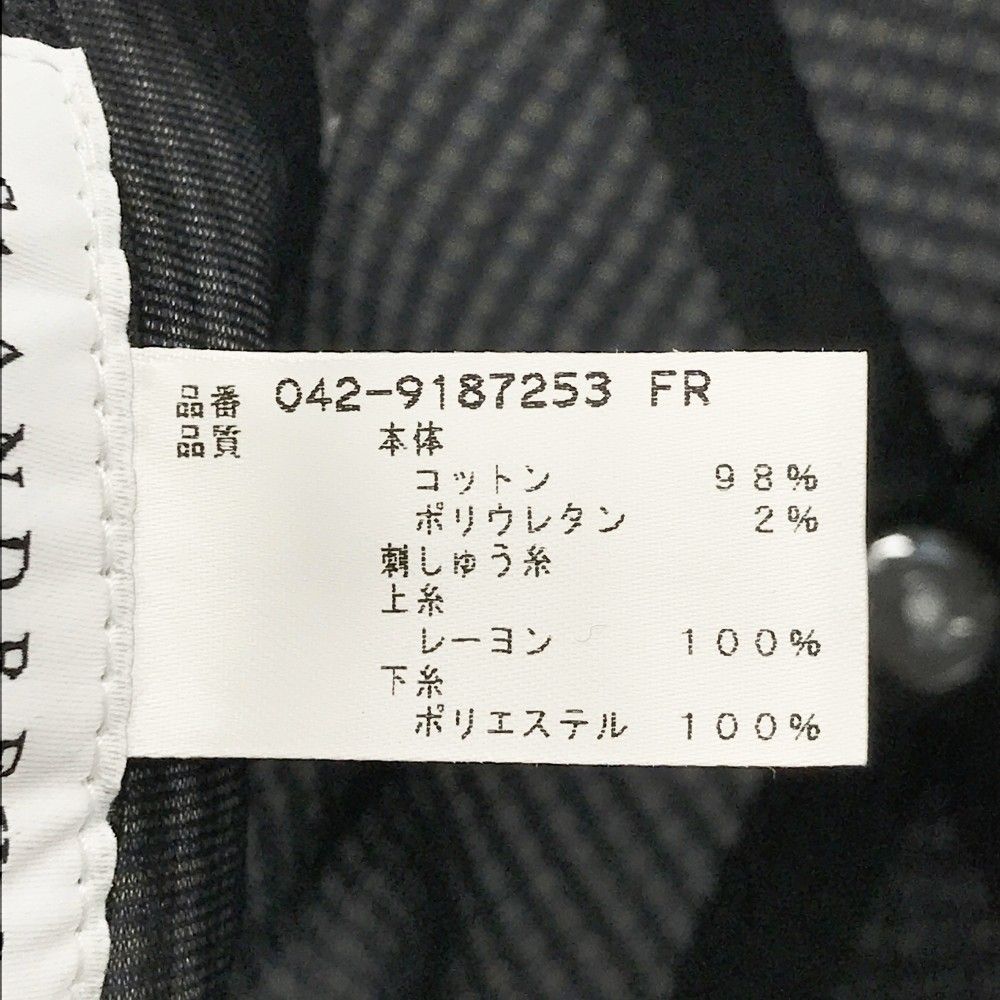 品番 042-9187253 FR
品質 本体
コットン 98%
ポリウレタン 2%
刺しゅう糸
上糸
レーヨン 100%
下糸
ポリエステル 100%